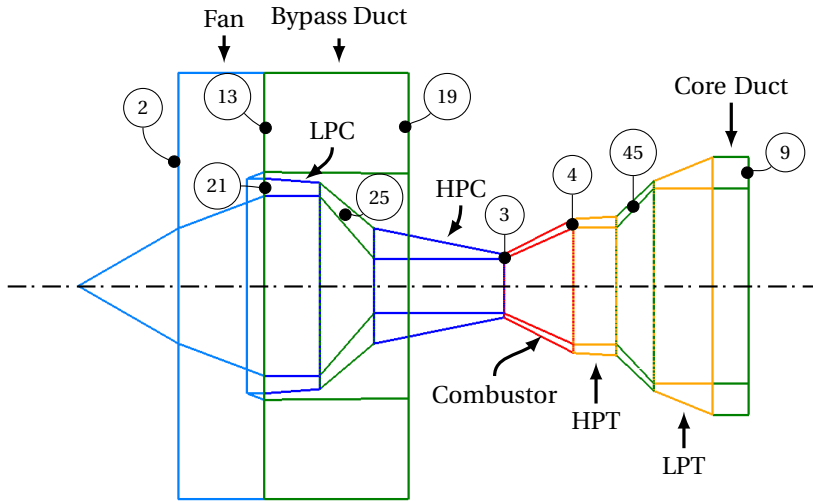 Bypass Duct
Fan
Core Duct
2
13
19
LPC
45
9
21
25
HPC
4
3
Combustor
HPT
LPT